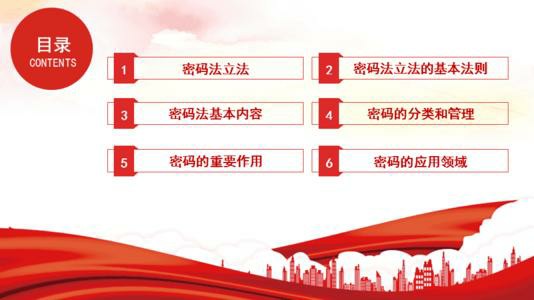 目录
CONTENTS
1 密码法立法
2 密码法立法的基本法则
3 密码法基本内容
4 密码的分类和管理
5 密码的重要作用
6 密码的应用领域